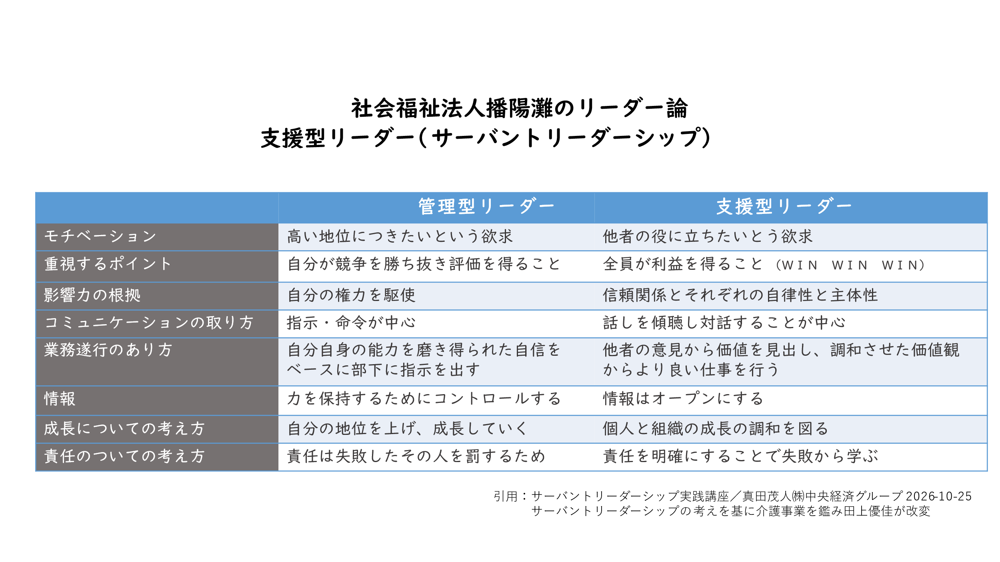 社会福祉法人播陽灘のリーダー論
支援型リーダー(サーバントリーダーシップ)
管理型リーダー 支援型リーダー
モチベーション 高い地位につきたいという欲求 他者の役に立ちたいとう欲求
重視するポイント 自分が競争を勝ち抜き評価を得ること 全員が利益を得ること（ＷＩＮ　ＷＩＮ　ＷＩＮ）
影響力の根拠 自分の権力を駆使 信頼関係とそれぞれの自律性と主体性
コミュニケーションの取り方 指示・命令が中心 話しを傾聴し対話することが中心
業務遂行のあり方 自分自身の能力を磨き得られた自信を 他者の意見から価値を見出し、調和させた価値観
ベースに部下に指示を出す からより良い仕事を行う
情報 力を保持するためにコントロールする 情報はオープンにする
成長についての考え方 自分の地位を上げ、成長していく 個人と組織の成長の調和を図る
責任のついての考え方 責任は失敗したその人を罰するため 責任を明確にすることで失敗から学ぶ
引用：サーバントリーダーシップ実践講座／真田茂人㈱中央経済グループ2026-10-25
サーバントリーダーシップの考えを基に介護事業を鑑み田上優佳が改変